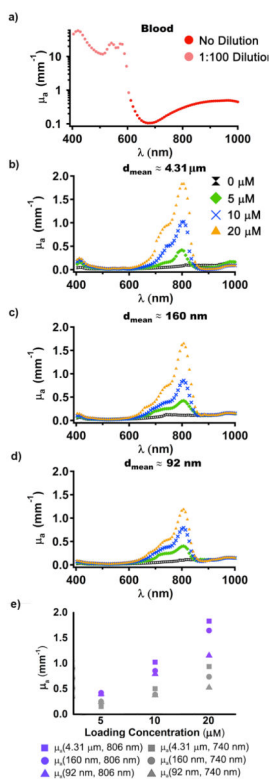 a)
Blood
No Dilution
1:100 Dilution
μa (mm-1)
10
1
0.1
400 600 800 1000
λ (nm)
b)
dmean ≈ 4.31 μm
0 μM
5 μM
10 μM
20 μM
μa (mm-1)
2.0
1.5
1.0
0.5
0.0
400 600 800 1000
λ (nm)
c)
dmean ≈ 160 nm
μa (mm-1)
2.0
1.5
1.0
0.5
0.0
400 600 800 1000
λ (nm)
d)
dmean ≈ 92 nm
μa (mm-1)
2.0
1.5
1.0
0.5
0.0
400 600 800 1000
λ (nm)
e)
μa (mm-1)
2.0
1.5
1.0
0.5
0.0
5 10 20
Loading Concentration (μM)
μa(4.31 μm, 806 nm) μa(4.31 μm, 740 nm)
μa(160 nm, 806 nm) μa(160 nm, 740 nm)
μa(92 nm, 806 nm) μa(92 nm, 740 nm)